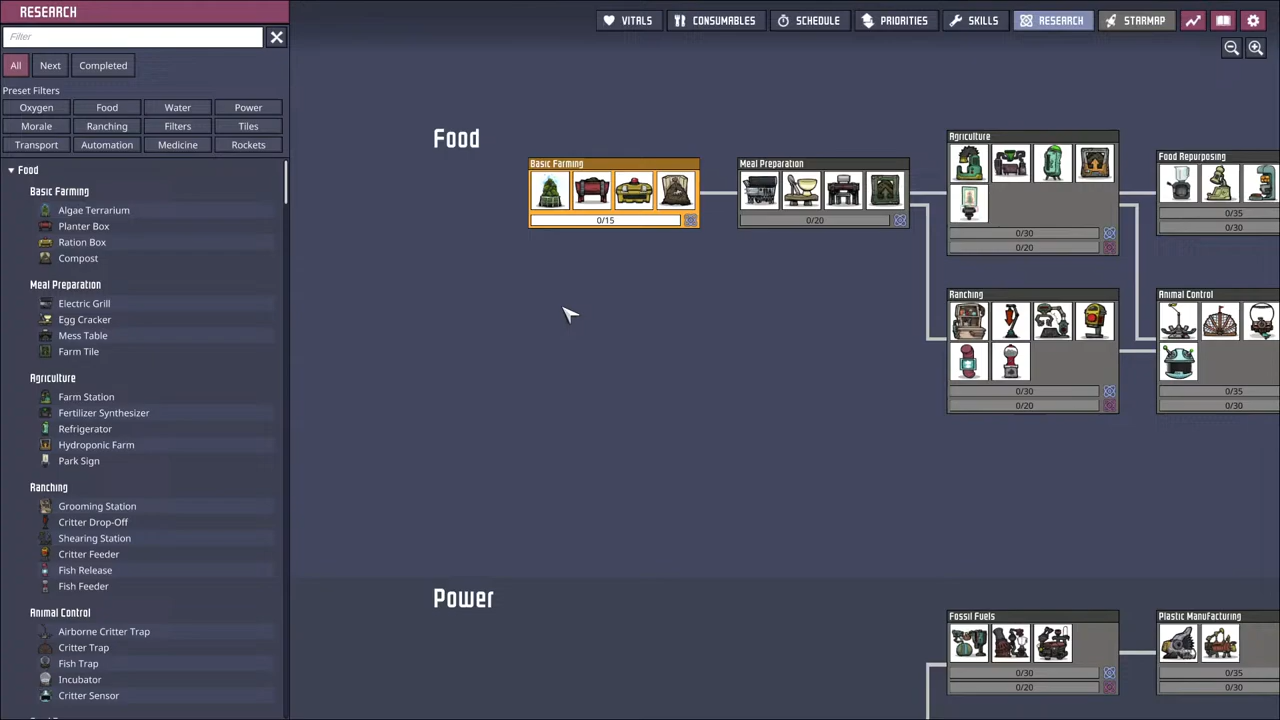 RESEARCH
VITALS
CONSUMABLES
SCHEDULE
PRIORITIES
SKILLS
RESEARCH
STARMAP
Filter
All
Next
Completed
Preset Filters
Oxygen
Food
Water
Power
Morale
Ranching
Filters
Tiles
Transport
Automation
Medicine
Rockets
Food
Basic Farming
Algae Terrarium
Planter Box
Ration Box
Compost
Meal Preparation
Electric Grill
Egg Cracker
Mess Table
Farm Tile
Agriculture
Farm Station
Fertilizer Synthesizer
Refrigerator
Hydroponic Farm
Park Sign
Ranching
Grooming Station
Critter Drop-Off
Shearing Station
Critter Feeder
Fish Release
Fish Feeder
Animal Control
Airborne Critter Trap
Critter Trap
Fish Trap
Incubator
Critter Sensor
Food
Basic Farming
0/15
Meal Preparation
0/20
Agriculture
0/30
0/20
Food Repurposing
0/35
0/30
Ranching
0/30
0/20
Animal Control
0/35
0/30
Power
Fossil Fuels
0/30
0/20
Plastic Manufacturing
0/35
0/30